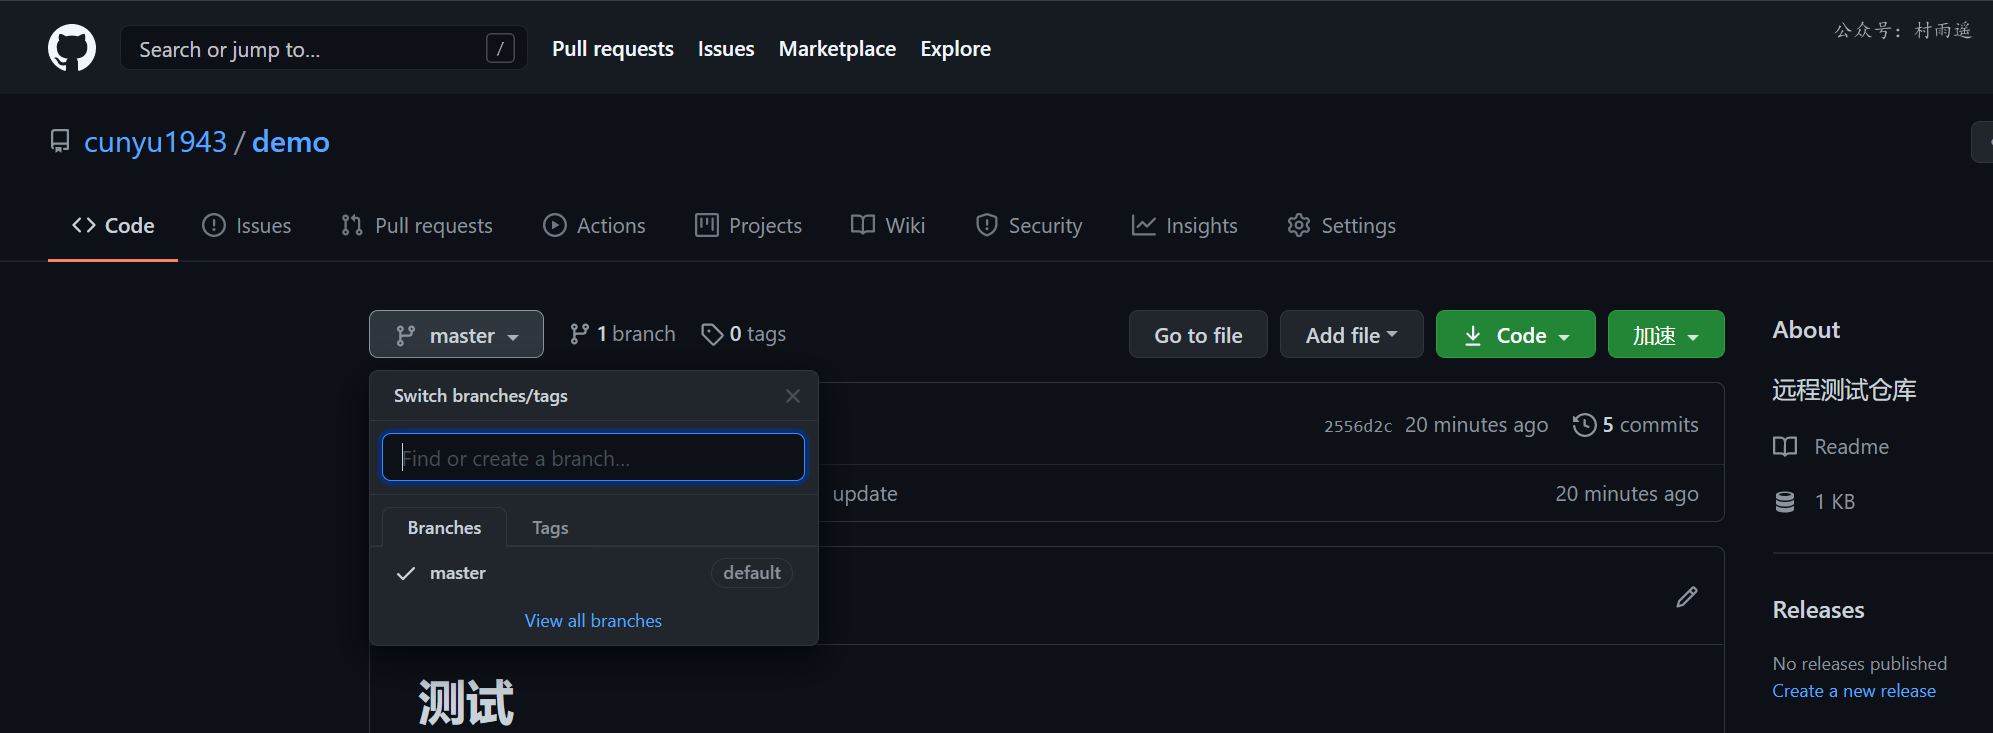 Search or jump to...
/
Pull requests
Issues
Marketplace
Explore
公众号：村雨遥
cunyu1943 / demo
Code
Issues
Pull requests
Actions
Projects
Wiki
Security
Insights
Settings
master
1 branch
0 tags
Go to file
Add file
Code
加速
Switch branches/tags
Find or create a branch...
Branches
Tags
master
default
View all branches
2556d2c
20 minutes ago
5 commits
update
20 minutes ago
测试
About
远程测试仓库
Readme
1 KB
Releases
No releases published
Create a new release